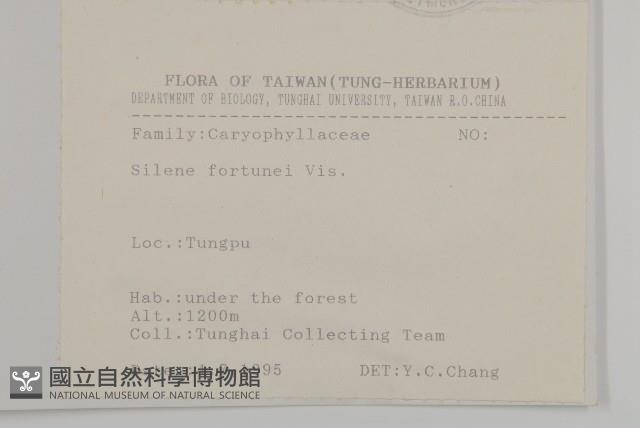 FLORA OF TAIWAN(TUNG-HERBARIUM)
DEPARTMENT OF BIOLOGY, TUNGHAI UNIVERSITY, TAIWAN R.O.CHINA
Family:Caryophyllaceae NO:
Silene fortunei Vis.
Loc.:Tungpu
Hab.:under the forest
Alt.:1200m
Coll.:Tunghai Collecting Team
1995 DET:Y.C.Chang
國立自然科學博物館
NATIONAL MUSEUM OF NATURAL SCIENCE